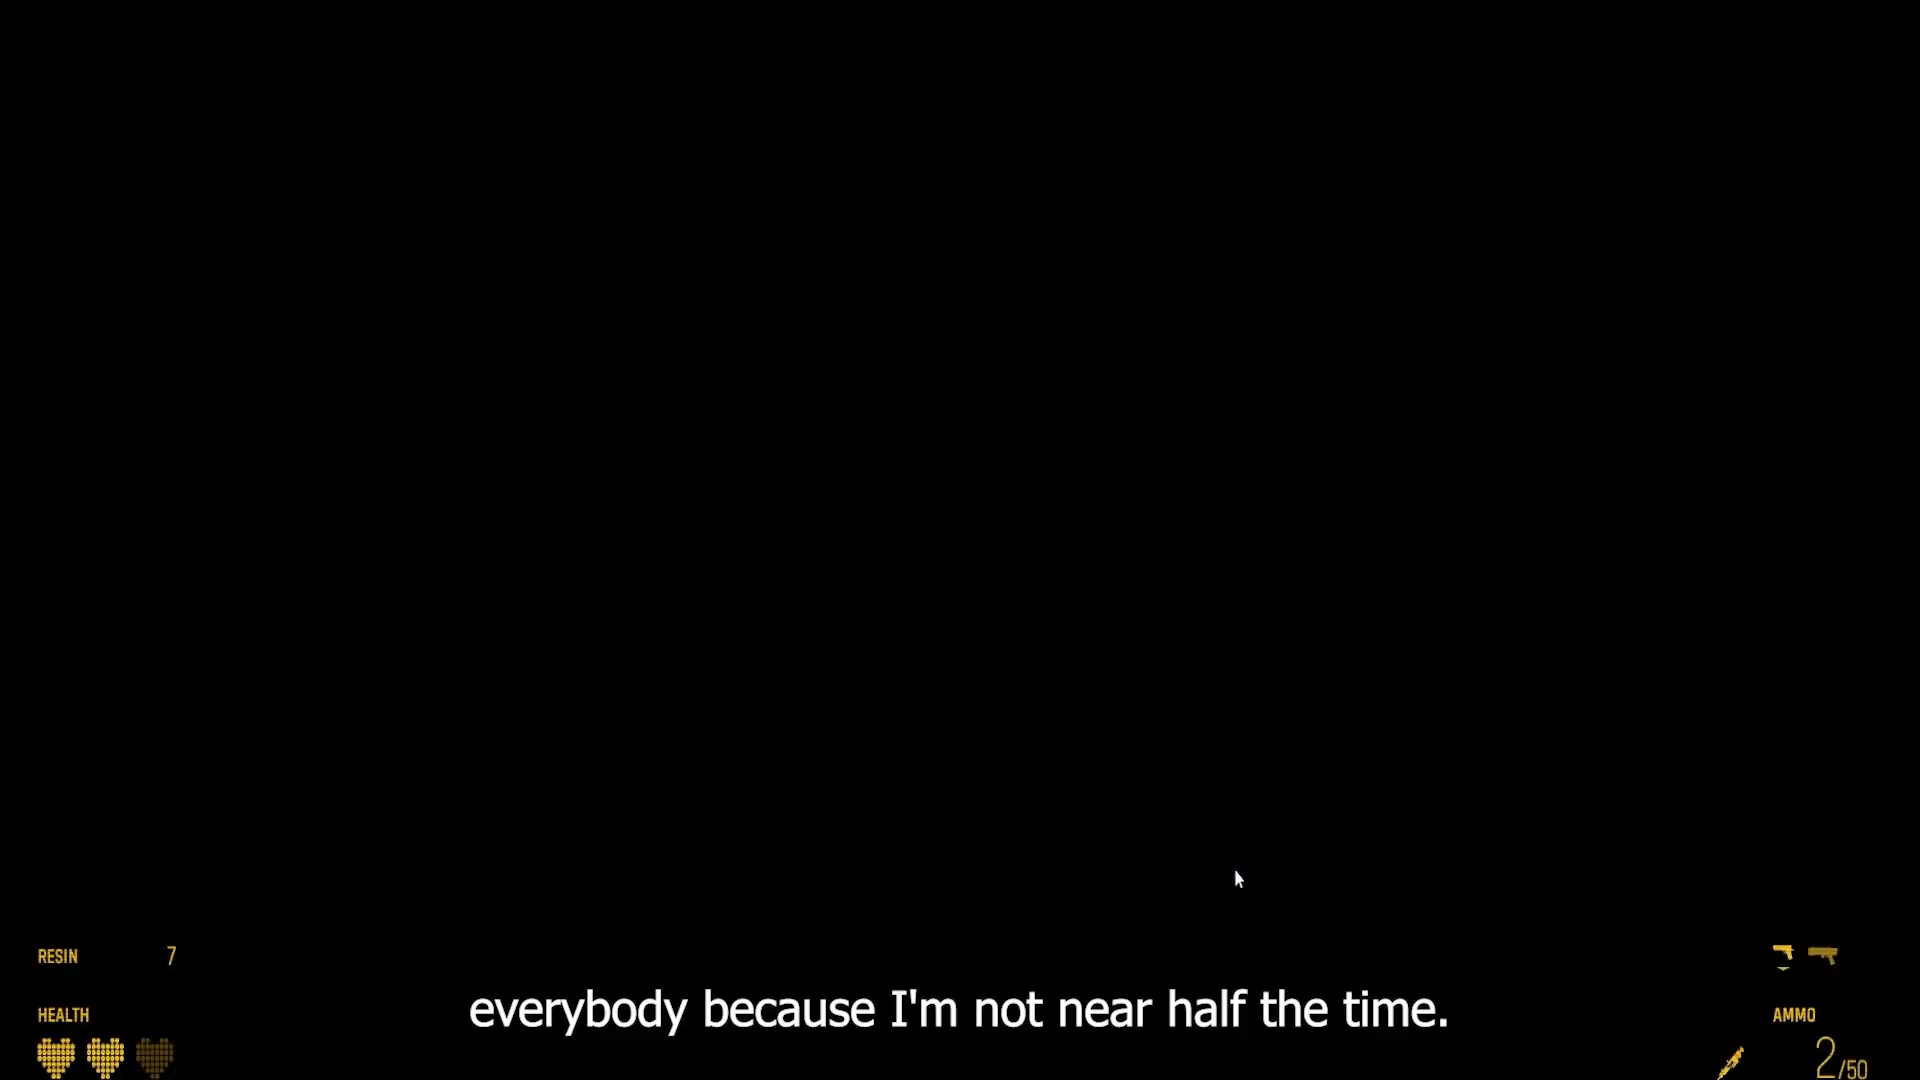 RESIN 7
everybody because I'm not near half the time.
HEALTH
AMMO
2/50